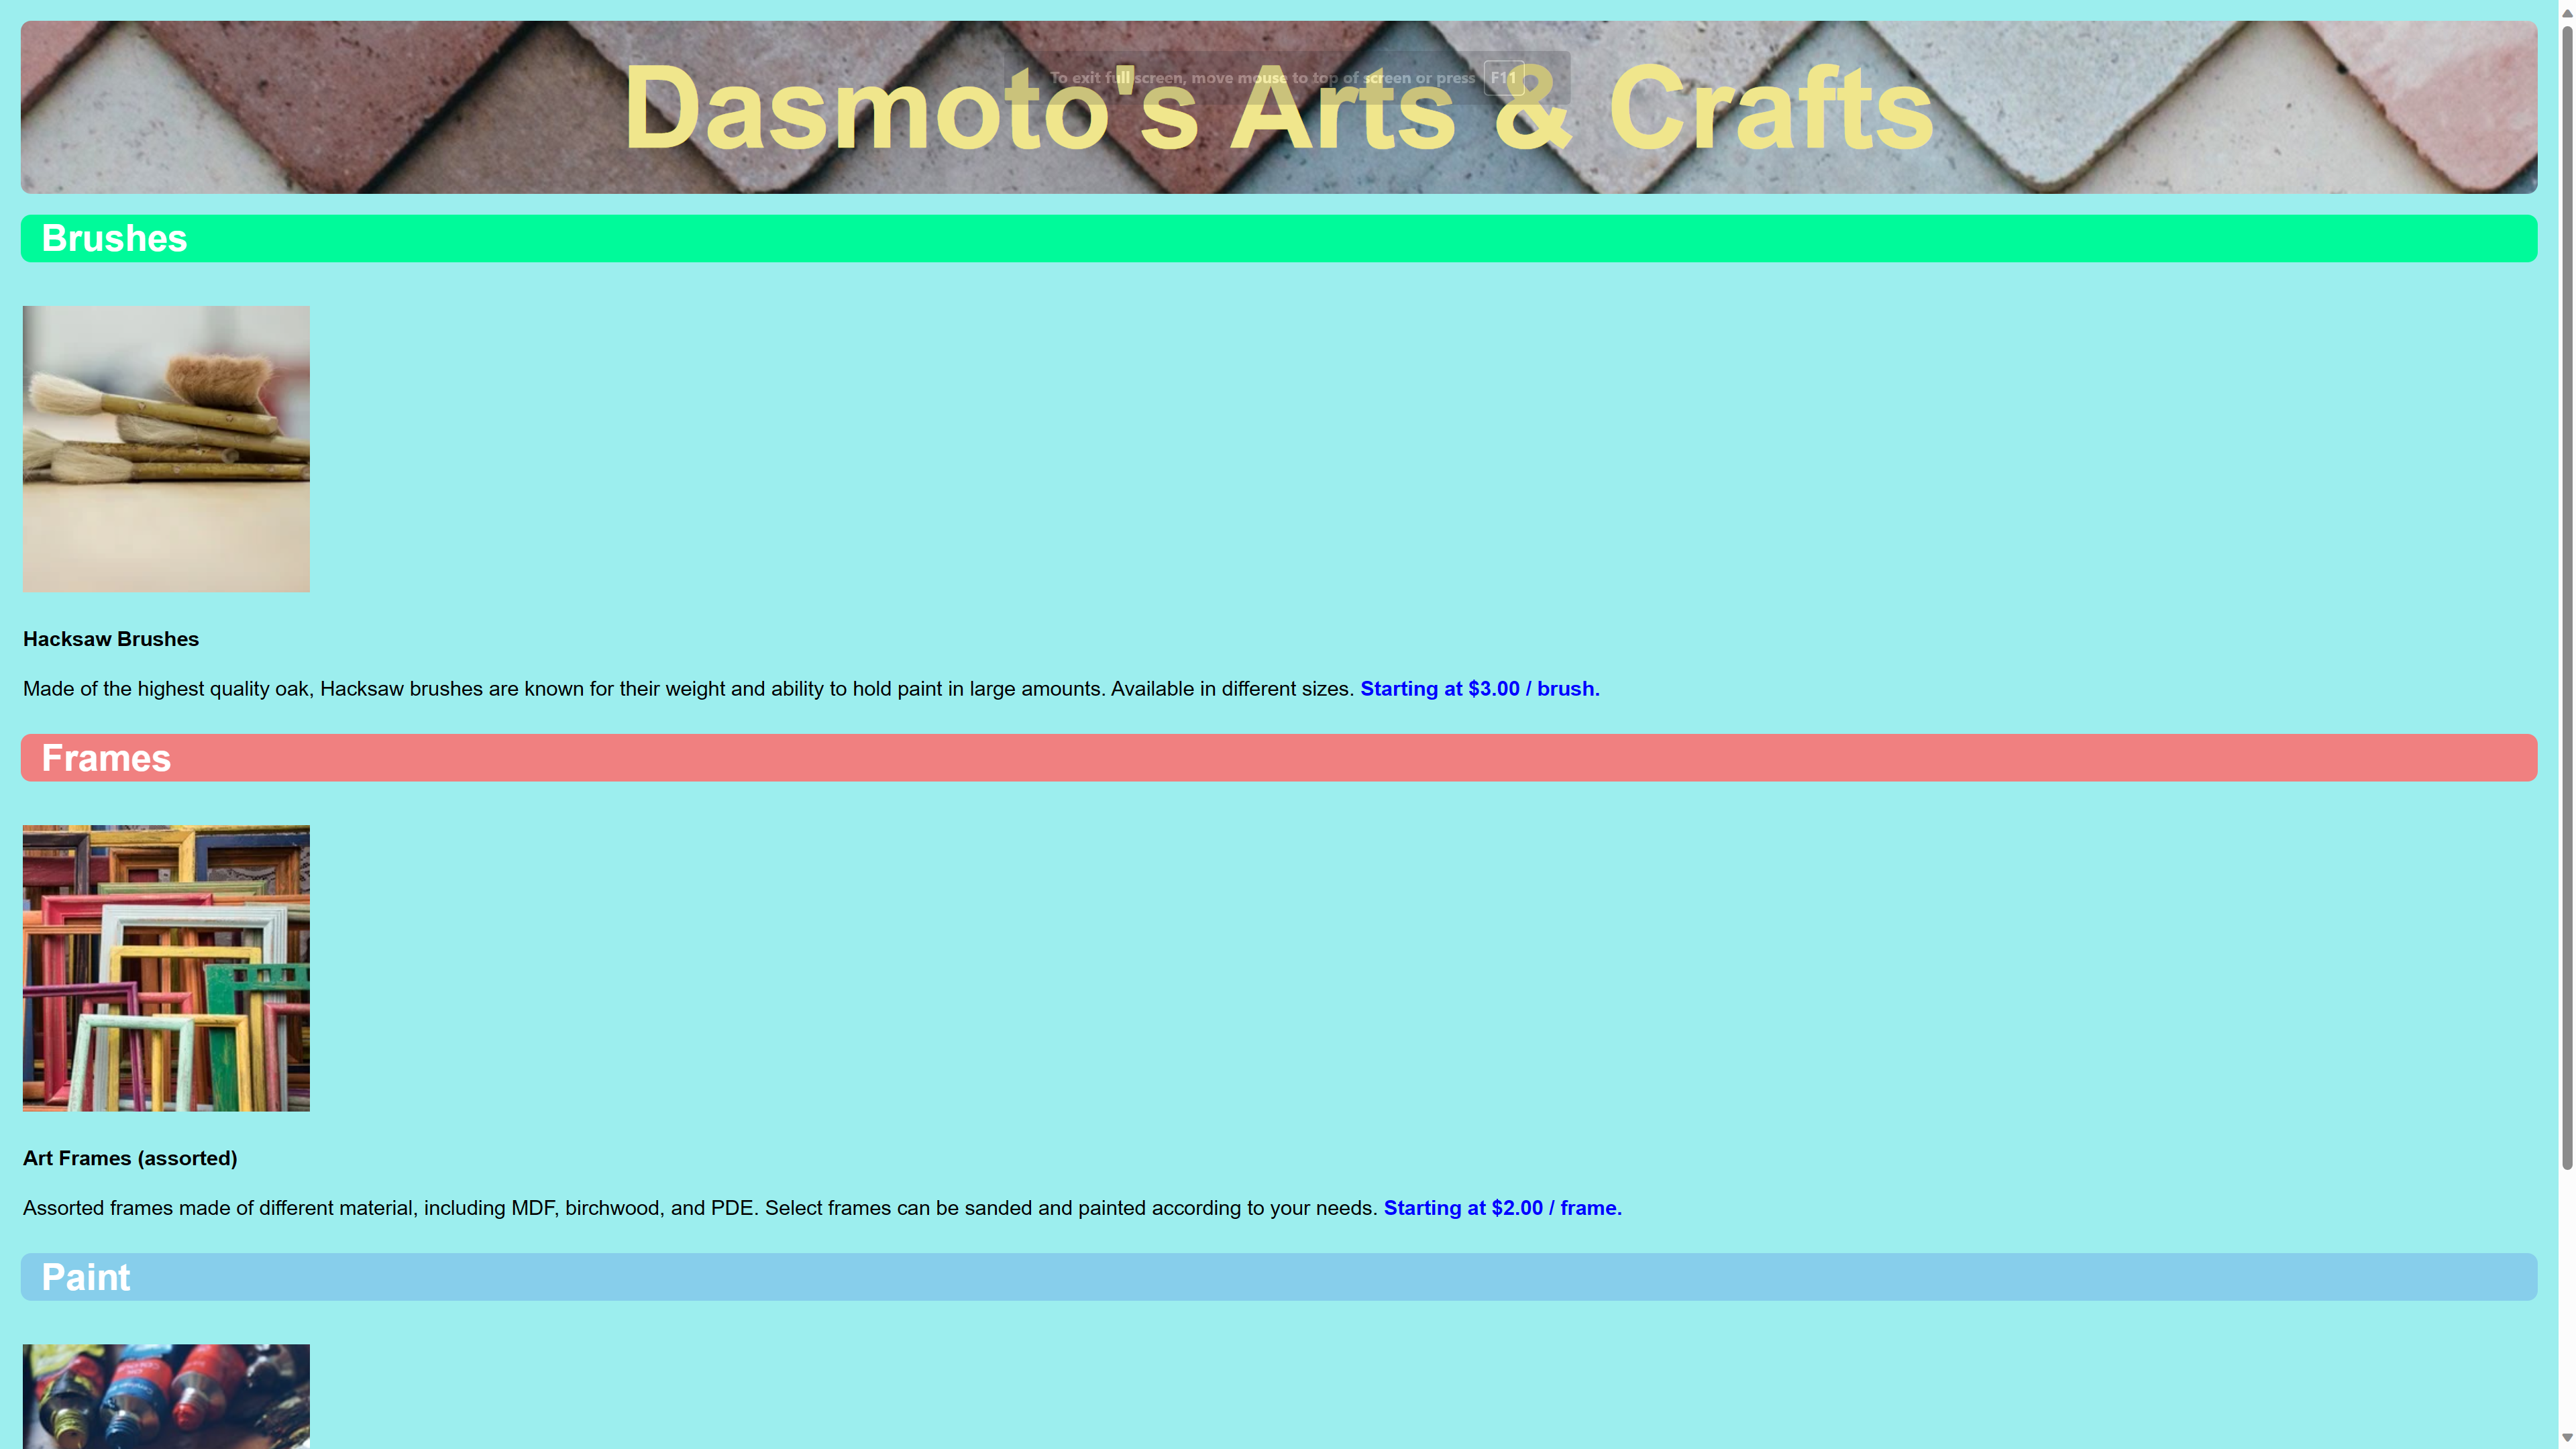 Dasmoto's Arts & Crafts
To exit full screen, move mouse to top of screen or press F11
Brushes
Hacksaw Brushes
Made of the highest quality oak, Hacksaw brushes are known for their weight and ability to hold paint in large amounts. Available in different sizes. Starting at $3.00 / brush.
Frames
Art Frames (assorted)
Assorted frames made of different material, including MDF, birchwood, and PDE. Select frames can be sanded and painted according to your needs. Starting at $2.00 / frame.
Paint